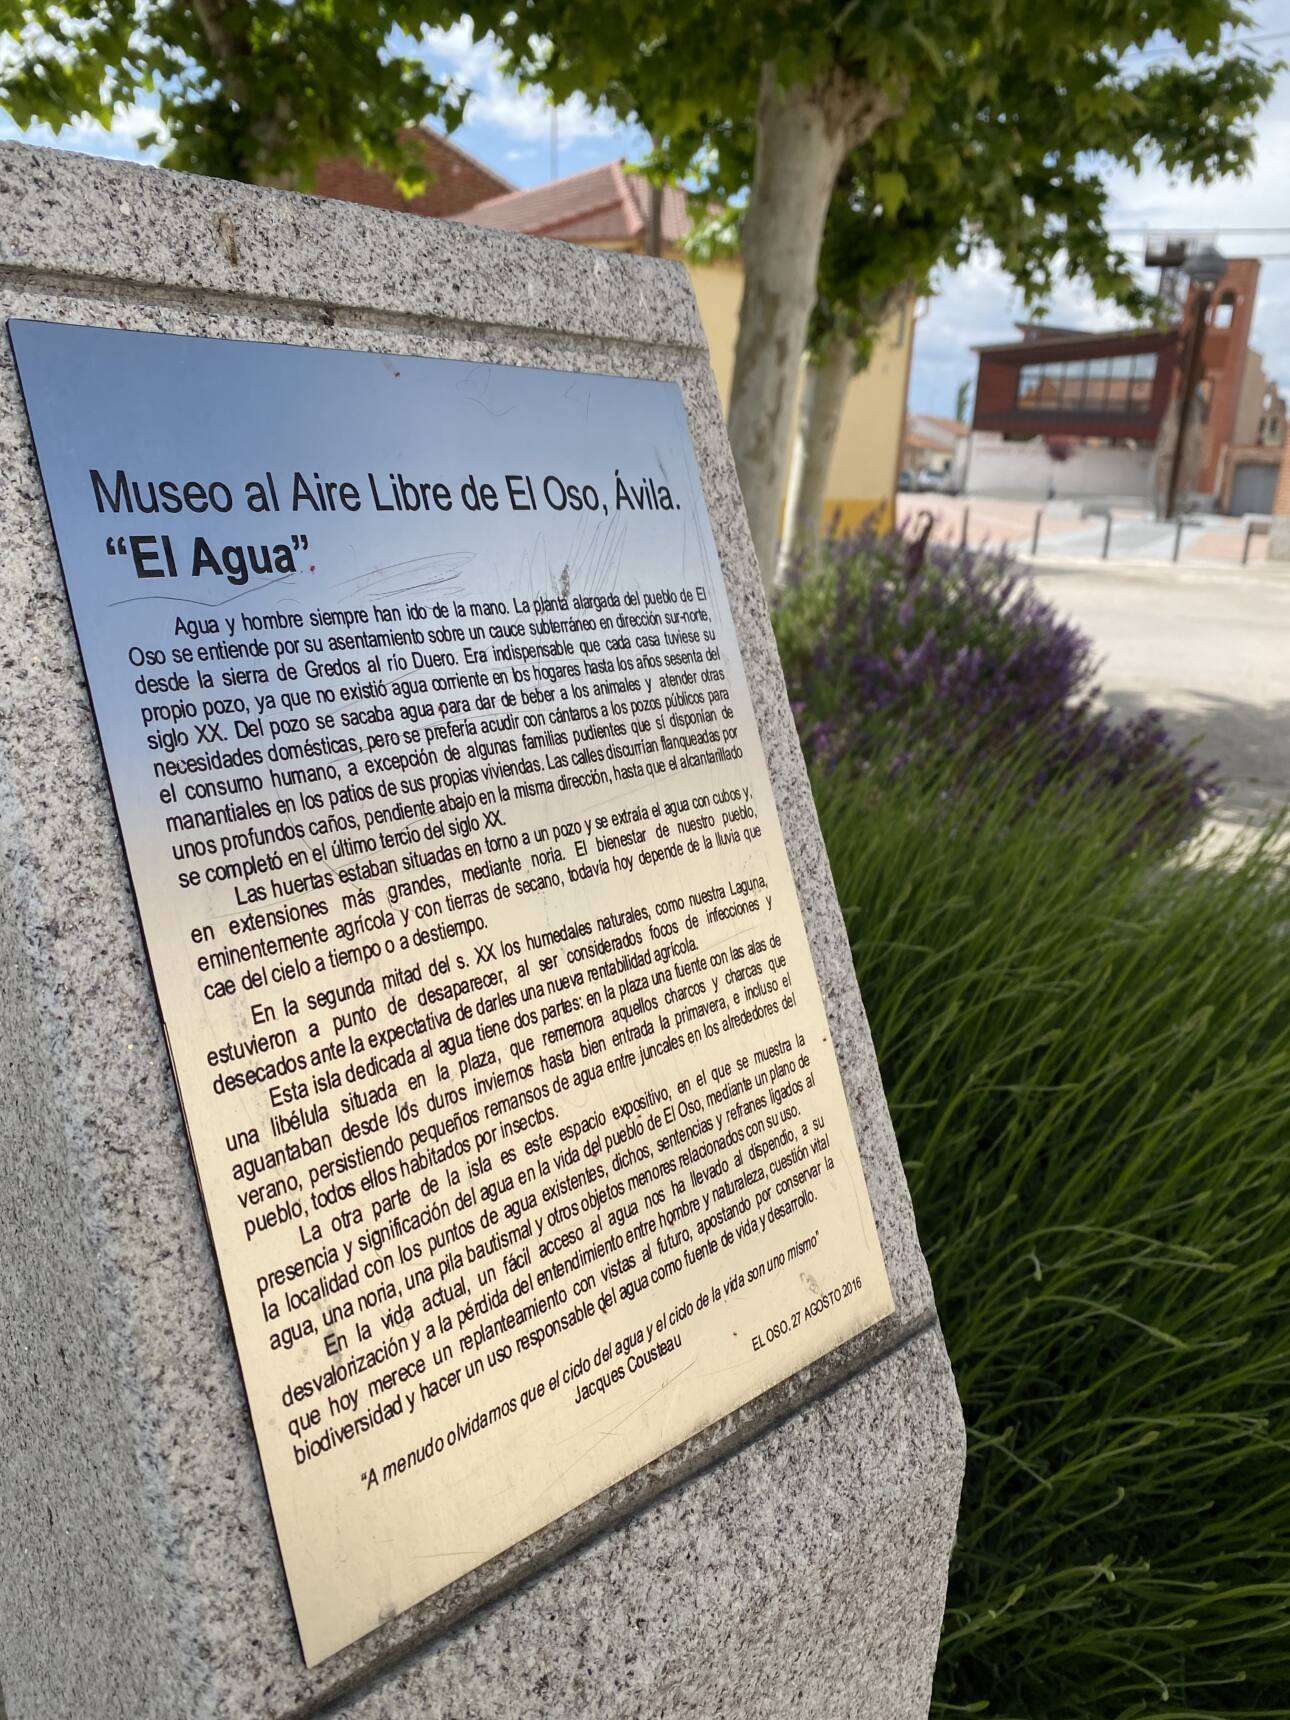 Museo al Aire Libre de El Oso, Ávila.
“El Agua”
Agua y hombre siempre han ido de la mano. La planta alargada del pueblo de El
Oso se entiende por su asentamiento sobre un cauce subterráneo en dirección sur-norte,
desde la sierra de Gredos al río Duero. Era indispensable que cada casa tuviese su
propio pozo, ya que no existió agua corriente en los hogares hasta los años sesenta del
siglo XX. Del pozo se sacaba agua para dar de beber a los animales y atender otras
necesidades domésticas, pero se prefería acudir con cántaros a los pozos públicos para
el consumo humano, a excepción de algunas familias pudientes que sí disponían de
manantiales en los patios de sus propias viviendas. Las calles discurrían flanqueadas por
unos profundos caños, pendiente abajo en la misma dirección, hasta que el alcantarillado
se completó en el último tercio del siglo XX.
Las huertas estaban situadas en torno a un pozo y se extraía el agua con cubos y,
en extensiones más grandes, mediante noria. El bienestar de nuestro pueblo,
eminentemente agrícola y con tierras de secano, todavía hoy depende de la lluvia que
cae del cielo a tiempo o a destiempo.
En la segunda mitad del s. XX los humedales naturales, como nuestra Laguna,
estuvieron a punto de desaparecer, al ser considerados focos de infecciones y
desecados ante la expectativa de darles una nueva rentabilidad agrícola.
Esta isla dedicada al agua tiene dos partes: en la plaza una fuente con las alas de
una libélula situada en la plaza, que rememora aquellos charcos y charcas que
aguantaban desde los duros inviernos hasta bien entrada la primavera, e incluso el
verano, persistiendo pequeños remansos de agua entre juncales en los alrededores del
pueblo, todos ellos habitados por insectos.
La otra parte de la isla es este espacio expositivo, en el que se muestra la
presencia y significación del agua en la vida del pueblo de El Oso, mediante un plano de
la localidad con los puntos de agua existentes, dichos, sentencias y refranes ligados al
agua, una noria, una pila bautismal y otros objetos menores relacionados con su uso.
En la vida actual, un fácil acceso al agua nos ha llevado al dispendio, a su
desvalorización y a la pérdida del entendimiento entre hombre y naturaleza, cuestión vital
que hoy merece un replanteamiento con vistas al futuro, apostando por conservar la
biodiversidad y hacer un uso responsable del agua como fuente de vida y desarrollo.
“A menudo olvidamos que el ciclo del agua y el ciclo de la vida son uno mismo”
Jacques Cousteau
EL OSO. 27 AGOSTO 2016